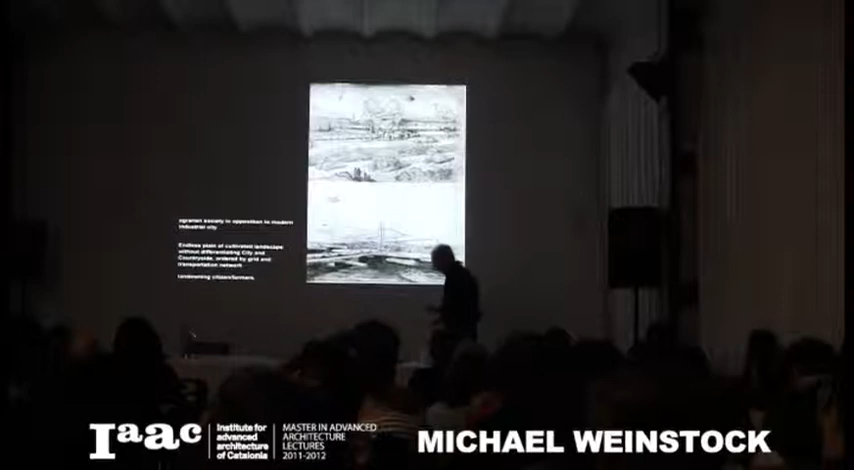 agrarian society in opposition to modern
industrial city
Endless plain of cultivated landscape
without differentiating City and
Countryside, ordered by grid and
transportation network
landowning citizen/farmers.
Iaac
Institute for
advanced
architecture
of Catalonia
MASTER IN ADVANCED
ARCHITECTURE
LECTURES
2011-2012
MICHAEL WEINSTOCK